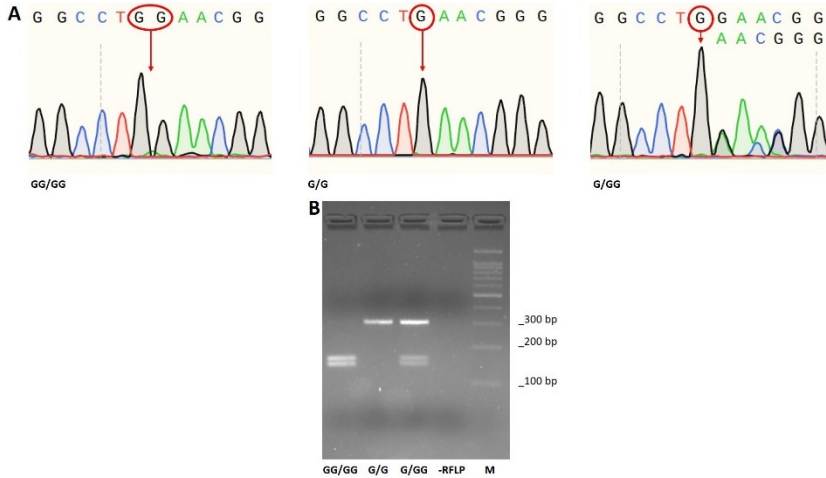 A
G G C C T G G A A C G G
G G C C T G A A C G G G
G G C C T G G A A C G G
A A C G G G
GG/GG
G/G
G/GG
B
_300 bp
_200 bp
_100 bp
GG/GG G/G G/GG -RFLP M